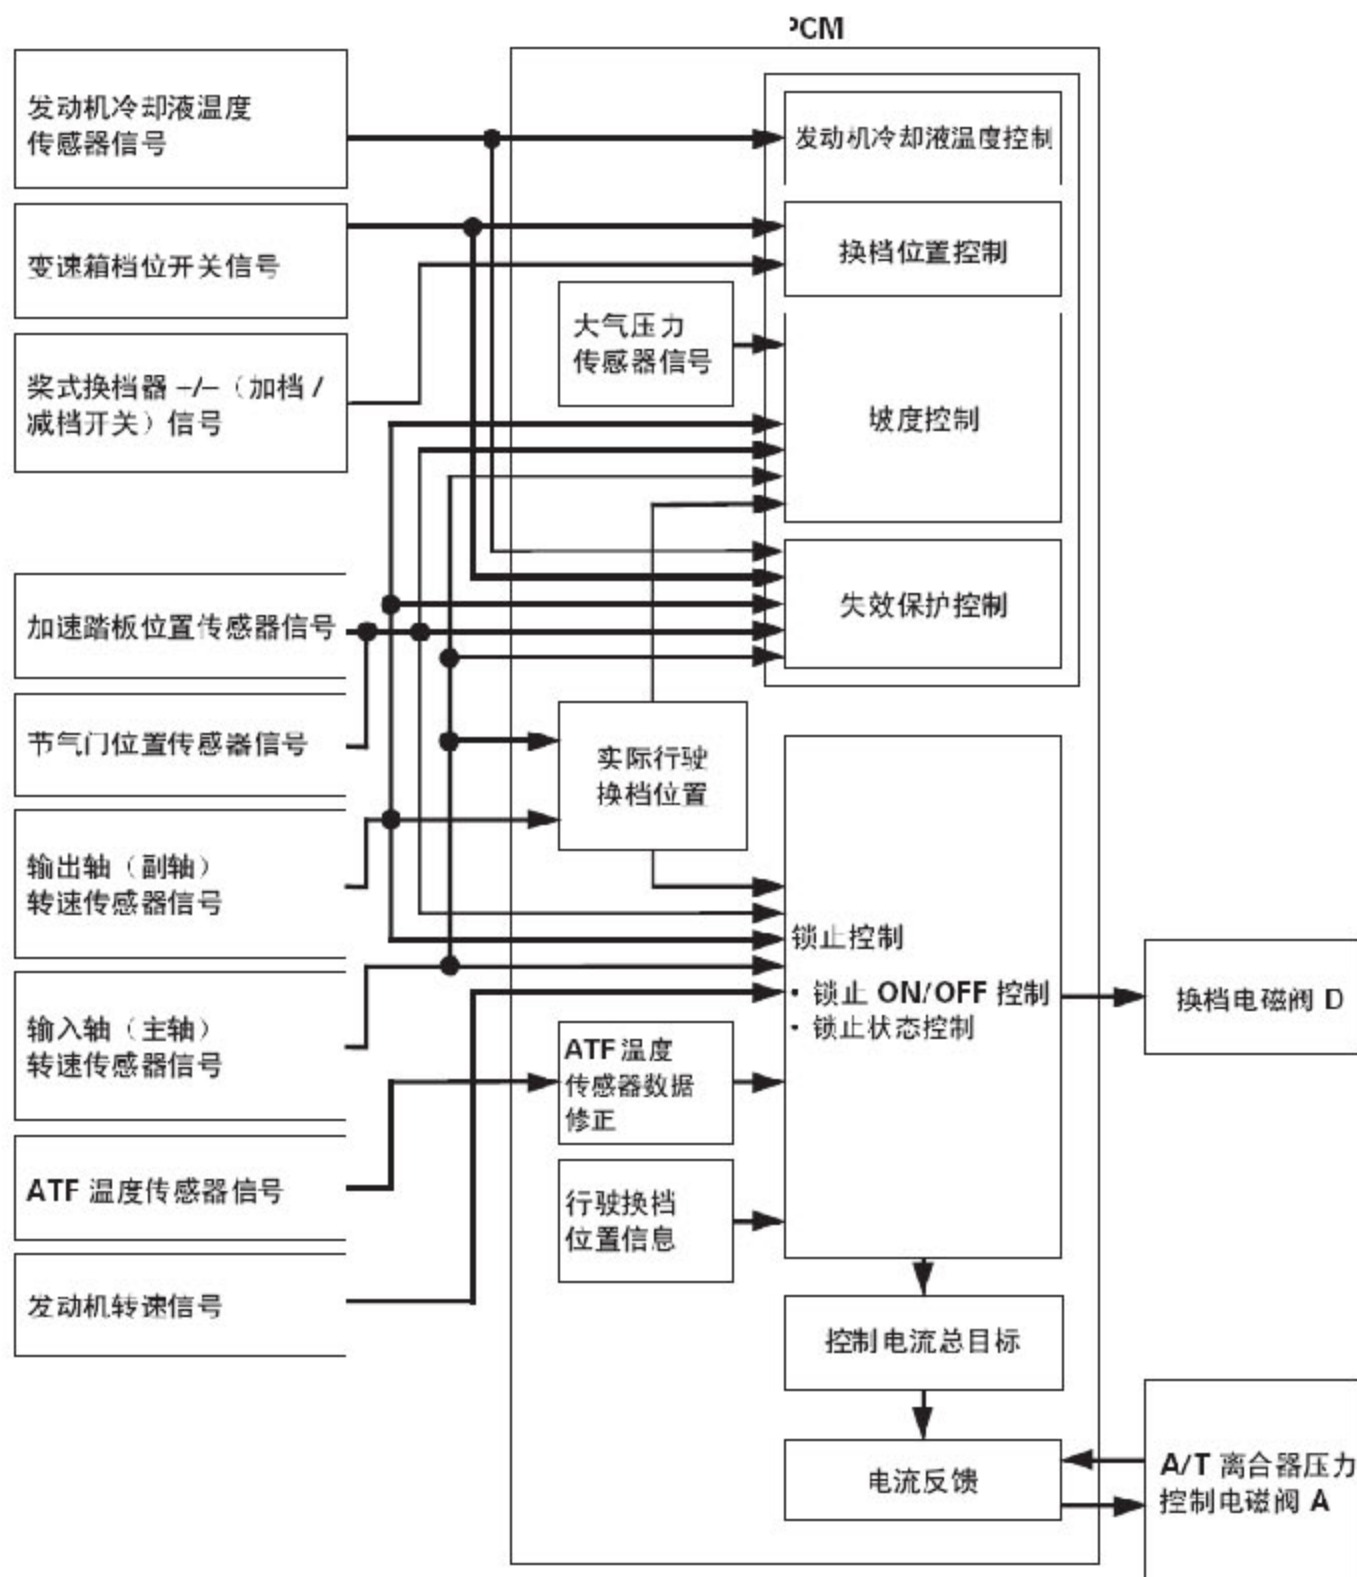 PCM
发动机冷却液温度
传感器信号
变速箱档位开关信号
桨式换档器 +/–（加档 /
减档开关）信号
加速踏板位置传感器信号
节气门位置传感器信号
输出轴（副轴）
转速传感器信号
输入轴（主轴）
转速传感器信号
ATF 温度传感器信号
发动机转速信号
大气压力
传感器信号
实际行驶
换档位置
ATF 温度
传感器数据
修正
行驶换档
位置信息
发动机冷却液温度控制
换档位置控制
坡度控制
失效保护控制
锁止控制
· 锁止 ON/OFF 控制
· 锁止状态控制
控制电流总目标
电流反馈
换档电磁阀 D
A/T 离合器压力
控制电磁阀 A